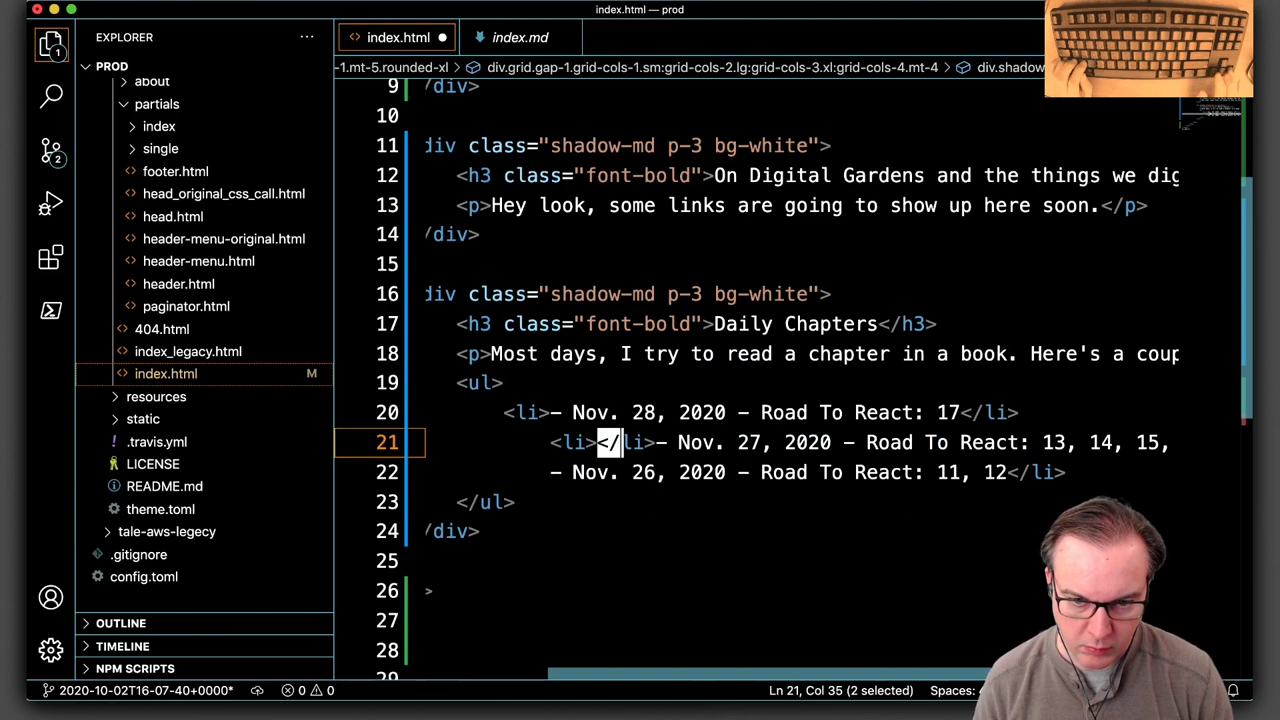 index.html — prod
EXPLORER
index.html
index.md
-1.mt-5.rounded-xl
div.grid.gap-1.grid-cols-1.sm:grid-cols-2.lg:grid-cols-3.xl:grid-cols-4.mt-4
div.shadow
PROD
about
partials
index
single
footer.html
head_original_css_call.html
head.html
header-menu-original.html
header-menu.html
header.html
paginator.html
404.html
index_legacy.html
index.html M
resources
static
.travis.yml
LICENSE
README.md
theme.toml
tale-aws-legacy
.gitignore
config.toml
OUTLINE
TIMELINE
NPM SCRIPTS
9 /div>
10
11 div class="shadow-md p-3 bg-white">
12 <h3 class="font-bold">On Digital Gardens and the things we dig
13 <p>Hey look, some links are going to show up here soon.</p>
14 /div>
15
16 div class="shadow-md p-3 bg-white">
17 <h3 class="font-bold">Daily Chapters</h3>
18 <p>Most days, I try to read a chapter in a book. Here's a coup
19 <ul>
20 <li>- Nov. 28, 2020 - Road To React: 17</li>
21 <li></li>- Nov. 27, 2020 - Road To React: 13, 14, 15,
22 - Nov. 26, 2020 - Road To React: 11, 12</li>
23 </ul>
24 /div>
25
26 >
27
28
29
2020-10-02T16-07-40+0000*
0
0
Ln 21, Col 35 (2 selected)
Spaces:
1
2